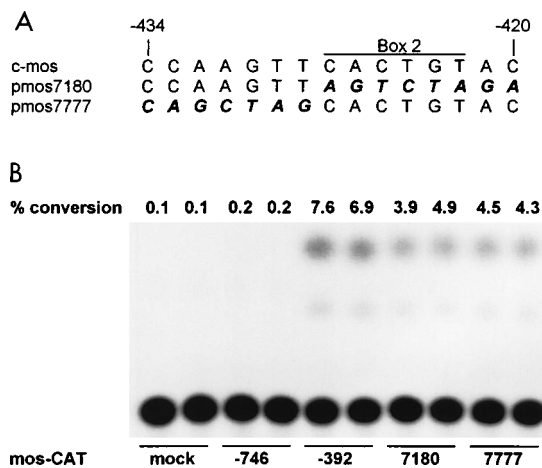 A
-434 -420
Box 2
c-mos C C A A G T T C A C T G T A C
pmos7180 C C A A G T T A G T C T A G A
pmos7777 C A G C T A G C A C T G T A C
B
% conversion 0.1 0.1 0.2 0.2 7.6 6.9 3.9 4.9 4.5 4.3
mos-CAT mock -746 -392 7180 7777